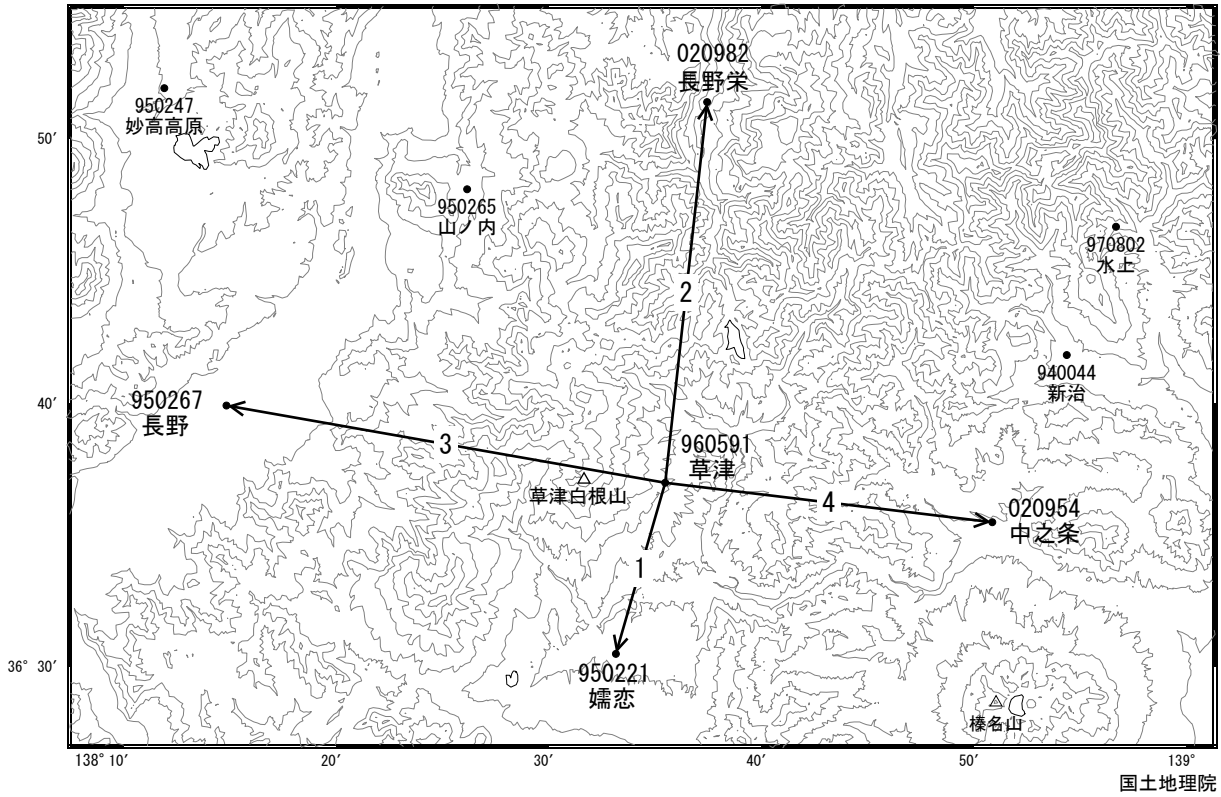 020982
長野栄
950247
妙高高原
50′
950265
山ノ内
970802
水上
2
940044
新治
40′
950267
長野
3
960591
草津
草津白根山
4
020954
中之条
1
36° 30′
950221
嬬恋
榛名山
138° 10′
20′
30′
40′
50′
139°
国土地理院